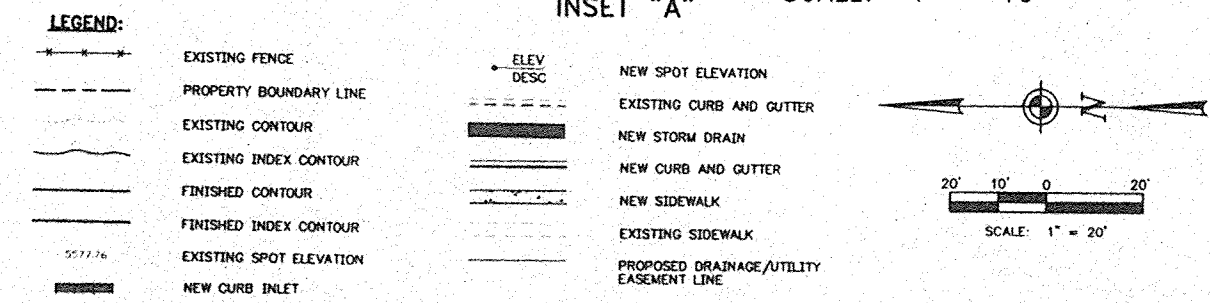 INSET "A"
LEGEND:
EXISTING FENCE
PROPERTY BOUNDARY LINE
EXISTING CONTOUR
EXISTING INDEX CONTOUR
FINISHED CONTOUR
FINISHED INDEX CONTOUR
5577.76
EXISTING SPOT ELEVATION
NEW CURB INLET
ELEV
DESC
NEW SPOT ELEVATION
EXISTING CURB AND GUTTER
NEW STORM DRAIN
NEW CURB AND GUTTER
NEW SIDEWALK
EXISTING SIDEWALK
PROPOSED DRAINAGE/UTILITY
EASEMENT LINE
N
20' 10' 0 20'
SCALE: 1" = 20'